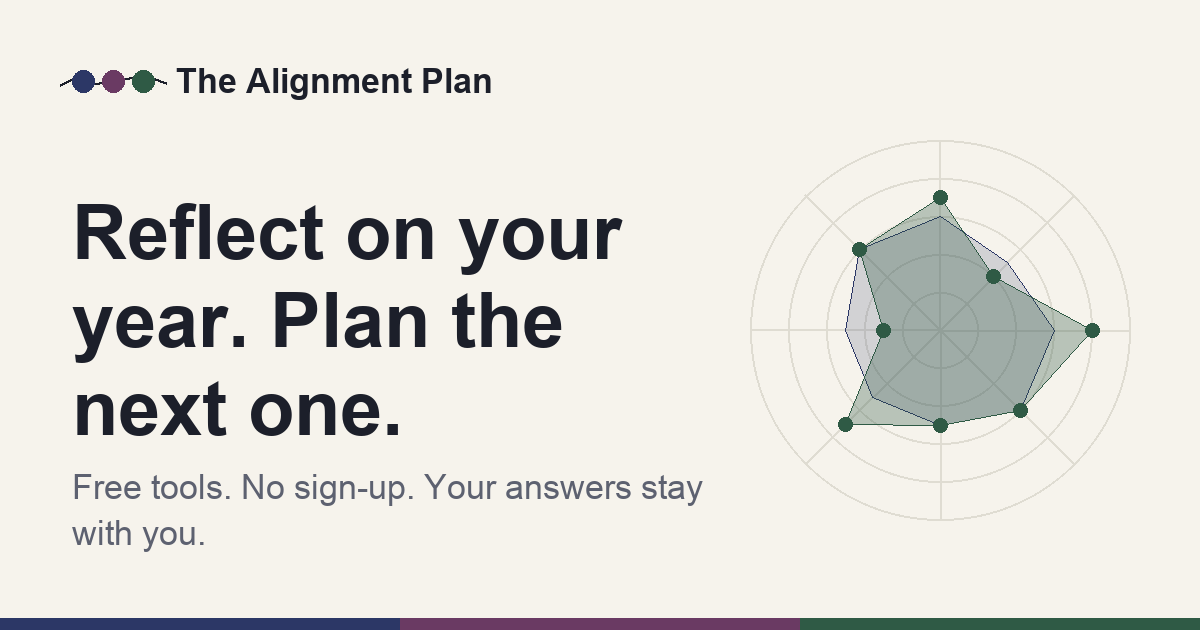 The Alignment Plan
Reflect on your
year. Plan the
next one.
Free tools. No sign-up. Your answers stay
with you.